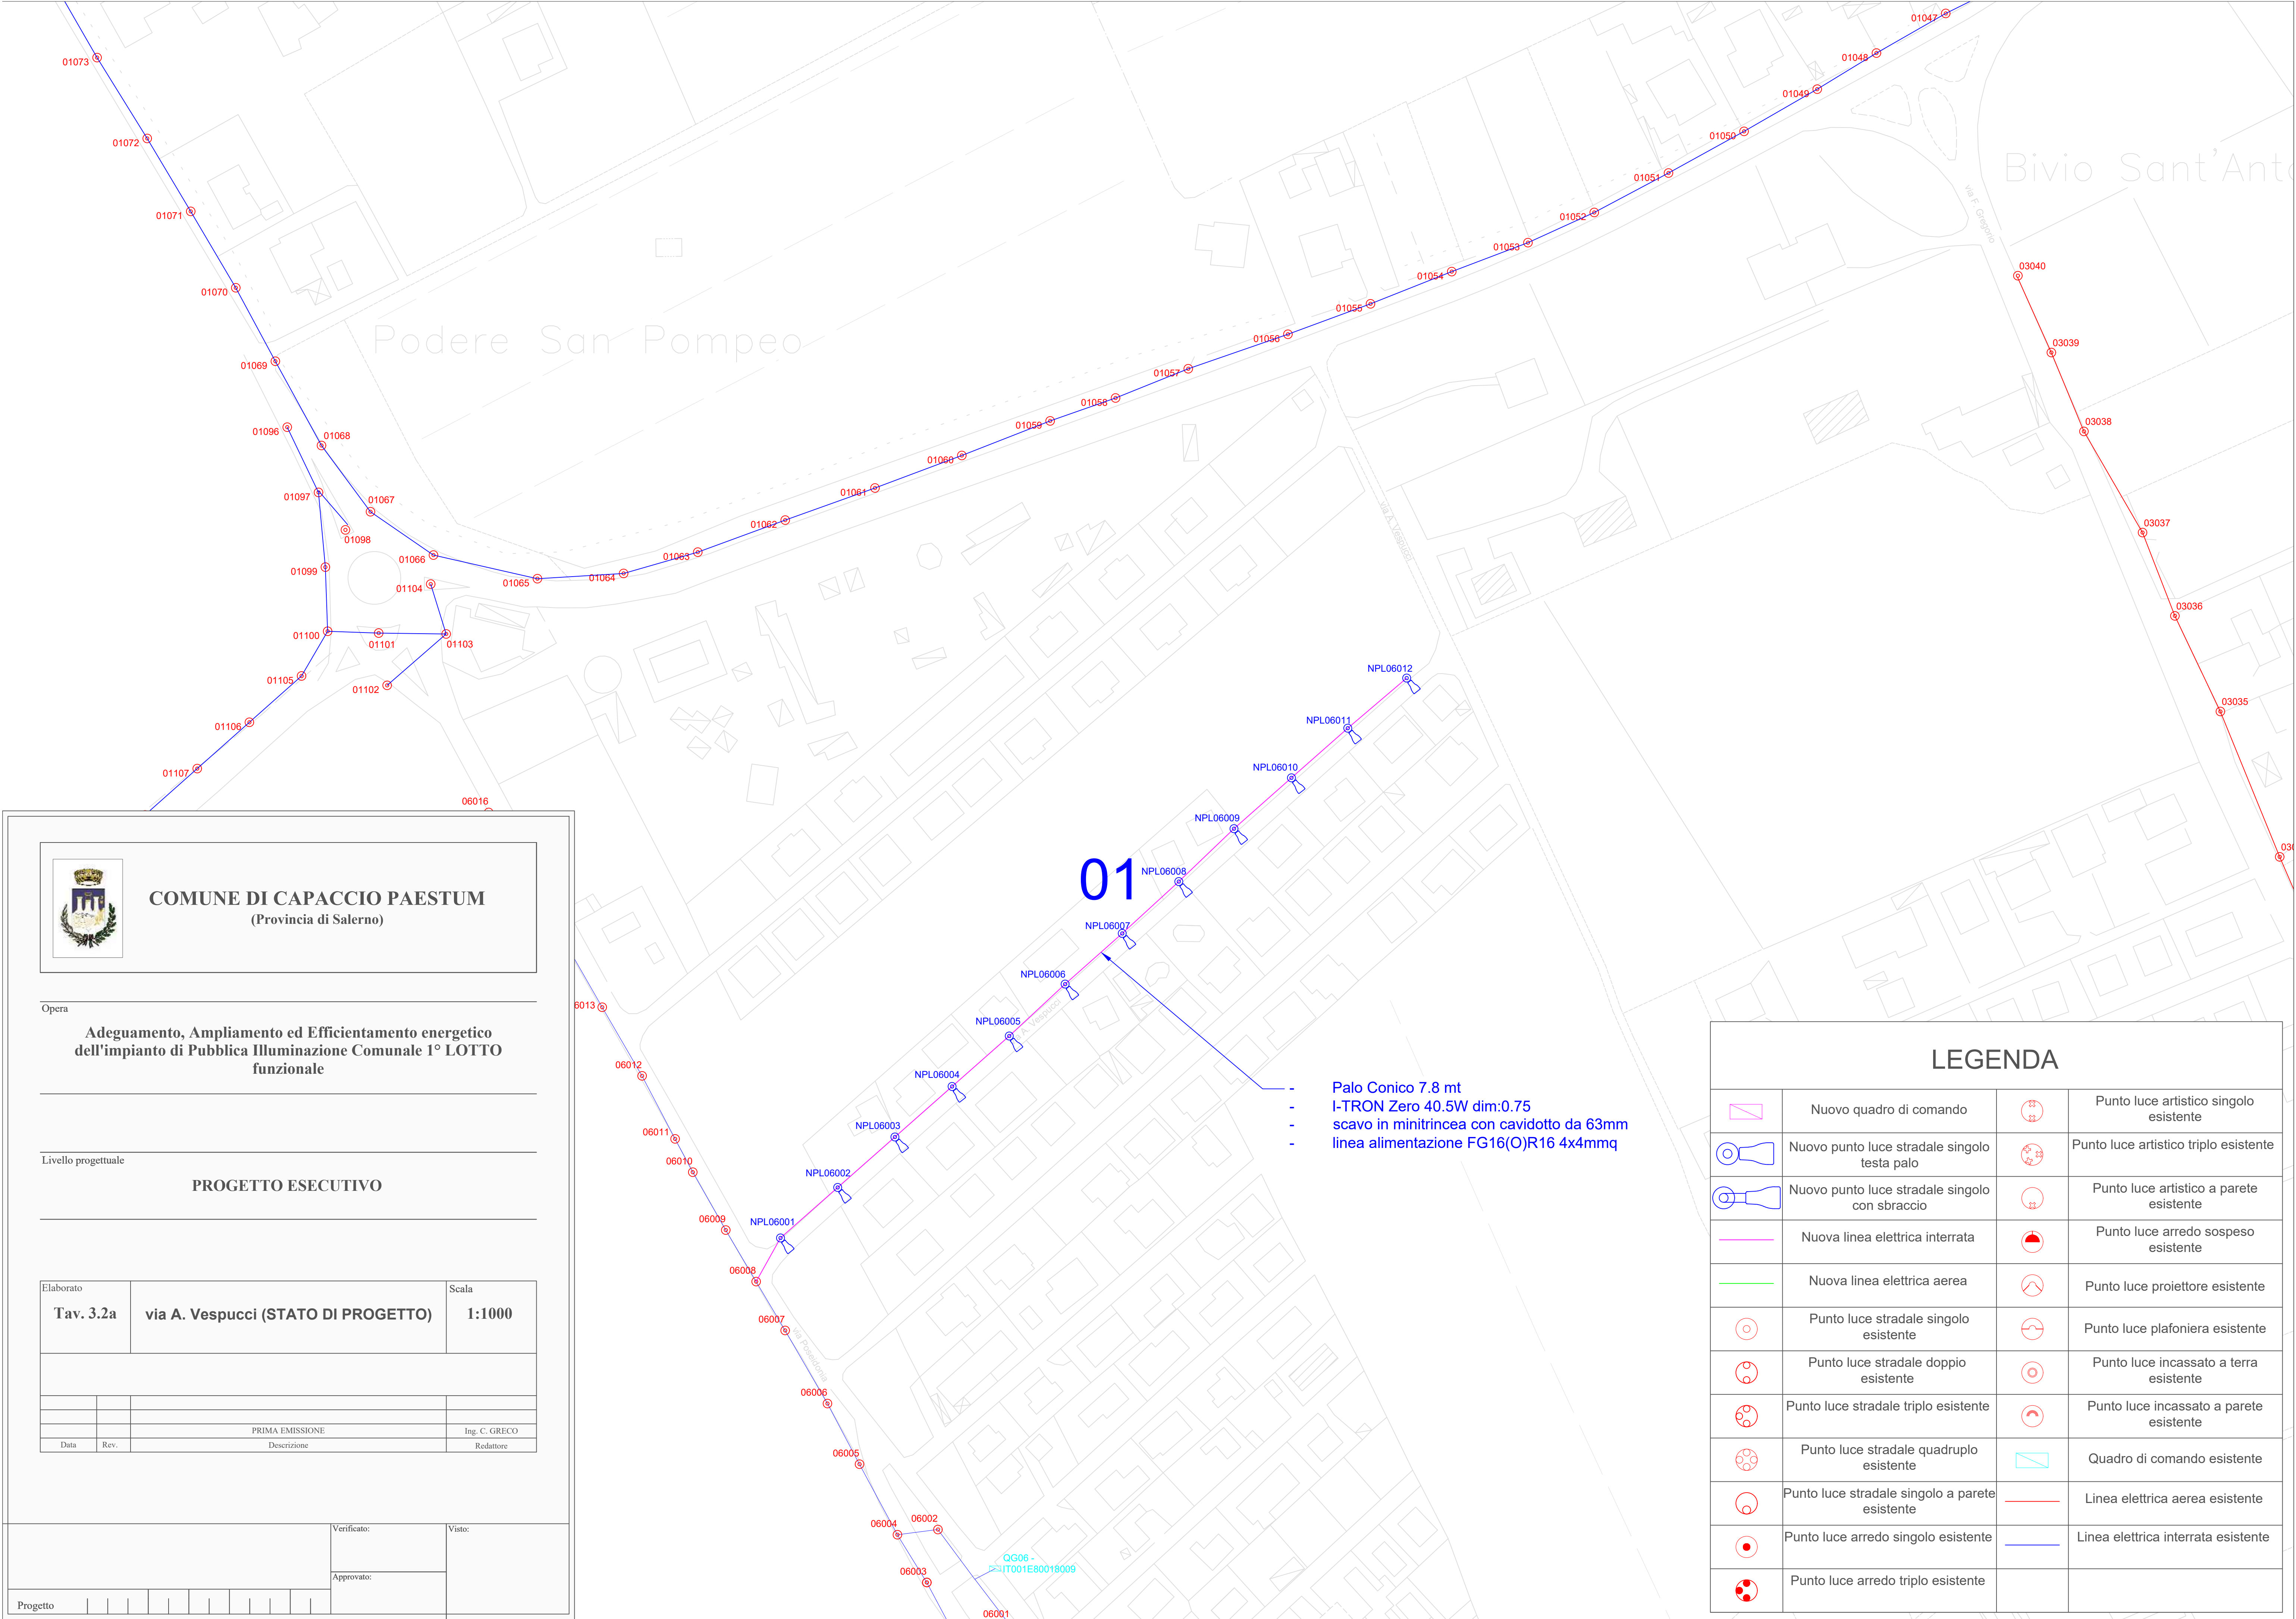 01047
01048
01049
01050
01051
01052
01053
01054
01055
01056
01057
01058
01059
01060
01061
01062
01063
01064
01065
01066
01067
01068
01069
01070
01071
01072
01073
01096
01097
01098
01099
01100
01101
01102
01103
01104
01105
01106
01107
Podere San Pompeo
Bivio Sant'Anto
via F. Gregorio
via A. Vespucci
03040
03039
03038
03037
03036
03035
030
06016
6013
06012
06011
06010
06009
06008
06007
06006
06005
06004
06003
06002
06001
via Poseidonia
A. Vespucci
NPL06012
NPL06011
NPL06010
NPL06009
NPL06008
NPL06007
NPL06006
NPL06005
NPL06004
NPL06003
NPL06002
NPL06001
01
- Palo Conico 7.8 mt
- I-TRON Zero 40.5W dim:0.75
- scavo in minitrincea con cavidotto da 63mm
- linea alimentazione FG16(O)R16 4x4mmq
QG06 -
IT001E80018009
COMUNE DI CAPACCIO PAESTUM
(Provincia di Salerno)
Opera
Adeguamento, Ampliamento ed Efficientamento energetico
dell'impianto di Pubblica Illuminazione Comunale 1° LOTTO
funzionale
Livello progettuale
PROGETTO ESECUTIVO
Elaborato
Tav. 3.2a
via A. Vespucci (STATO DI PROGETTO)
Scala
1:1000
PRIMA EMISSIONE
Ing. C. GRECO
Data
Rev.
Descrizione
Redattore
Verificato:
Visto:
Approvato:
Progetto
LEGENDA
Nuovo quadro di comando
Punto luce artistico singolo
esistente
Nuovo punto luce stradale singolo
testa palo
Punto luce artistico triplo esistente
Nuovo punto luce stradale singolo
con sbraccio
Punto luce artistico a parete
esistente
Nuova linea elettrica interrata
Punto luce arredo sospeso
esistente
Nuova linea elettrica aerea
Punto luce proiettore esistente
Punto luce stradale singolo
esistente
Punto luce plafoniera esistente
Punto luce stradale doppio
esistente
Punto luce incassato a terra
esistente
Punto luce stradale triplo esistente
Punto luce incassato a parete
esistente
Punto luce stradale quadruplo
esistente
Quadro di comando esistente
Punto luce stradale singolo a parete
esistente
Linea elettrica aerea esistente
Punto luce arredo singolo esistente
Linea elettrica interrata esistente
Punto luce arredo triplo esistente